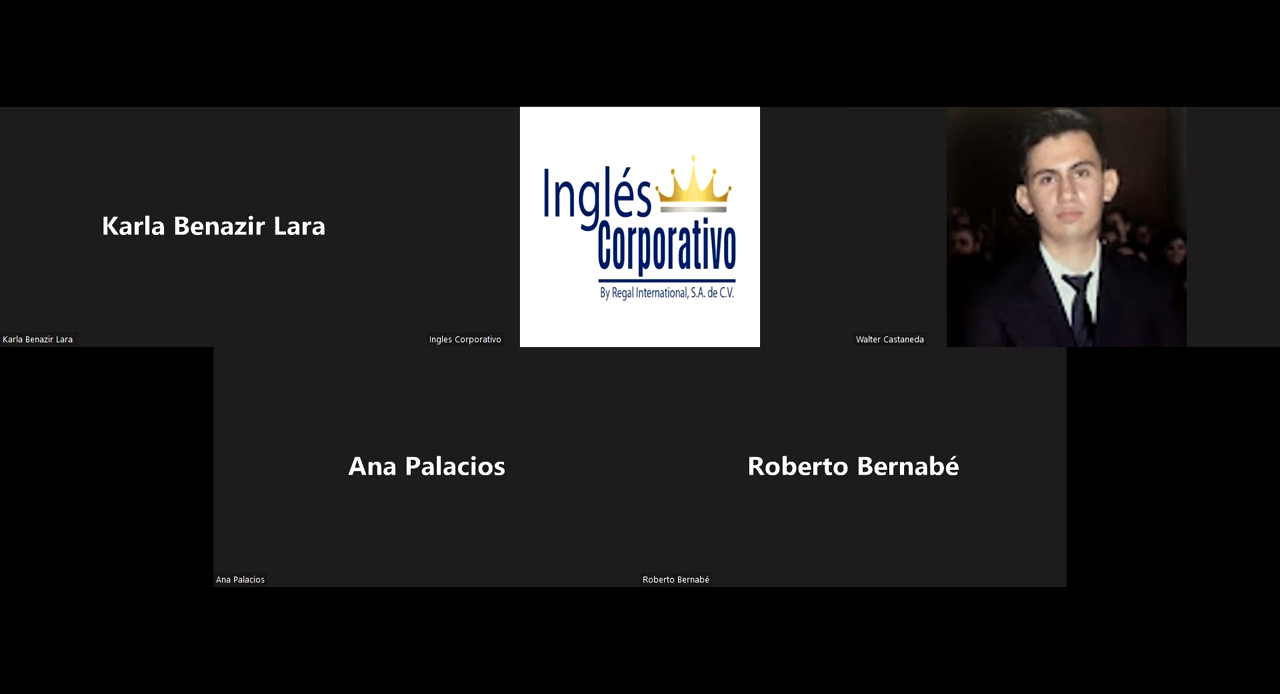 Karla Benazir Lara
Karla Benazir Lara
Inglés
Corporativo
By Regal International, S.A. de C.V.
Ingles Corporativo
Walter Castaneda
Ana Palacios
Ana Palacios
Roberto Bernabé
Roberto Bernabé